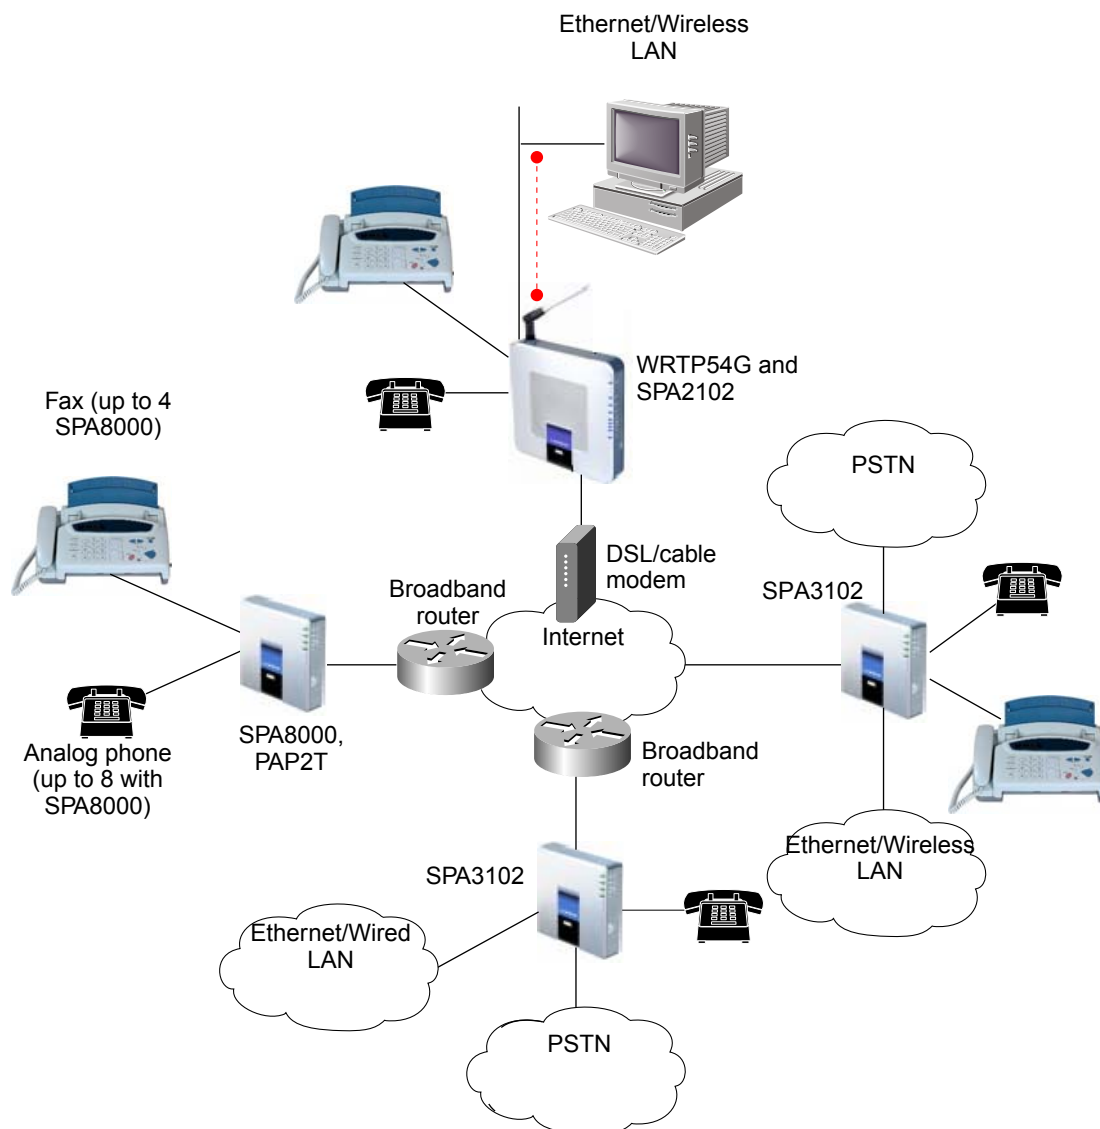 Ethernet/Wireless
LAN
WRTP54G and
SPA2102
Fax (up to 4
SPA8000)
PSTN
DSL/cable
modem
SPA3102
Broadband
router
Internet
SPA8000,
PAP2T
Analog phone
(up to 8 with
SPA8000)
Broadband
router
Ethernet/Wireless
LAN
SPA3102
Ethernet/Wired
LAN
PSTN